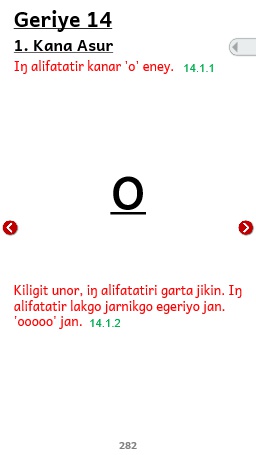 Geriye 14
1. Kana Asur
Iŋ alifatatir kanar 'o' eney. 14.1.1
o
Kiligit unor, iŋ alifatatiri garta jikin. Iŋ
alifatatir lakgo jarnikgo egeriyo jan.
'ooooo' jan. 14.1.2
282